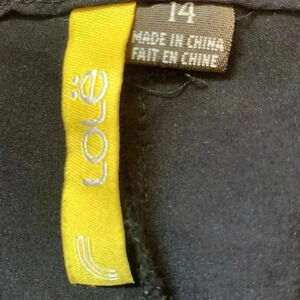 14
MADE IN CHINA
FAIT EN CHINE
LOLË